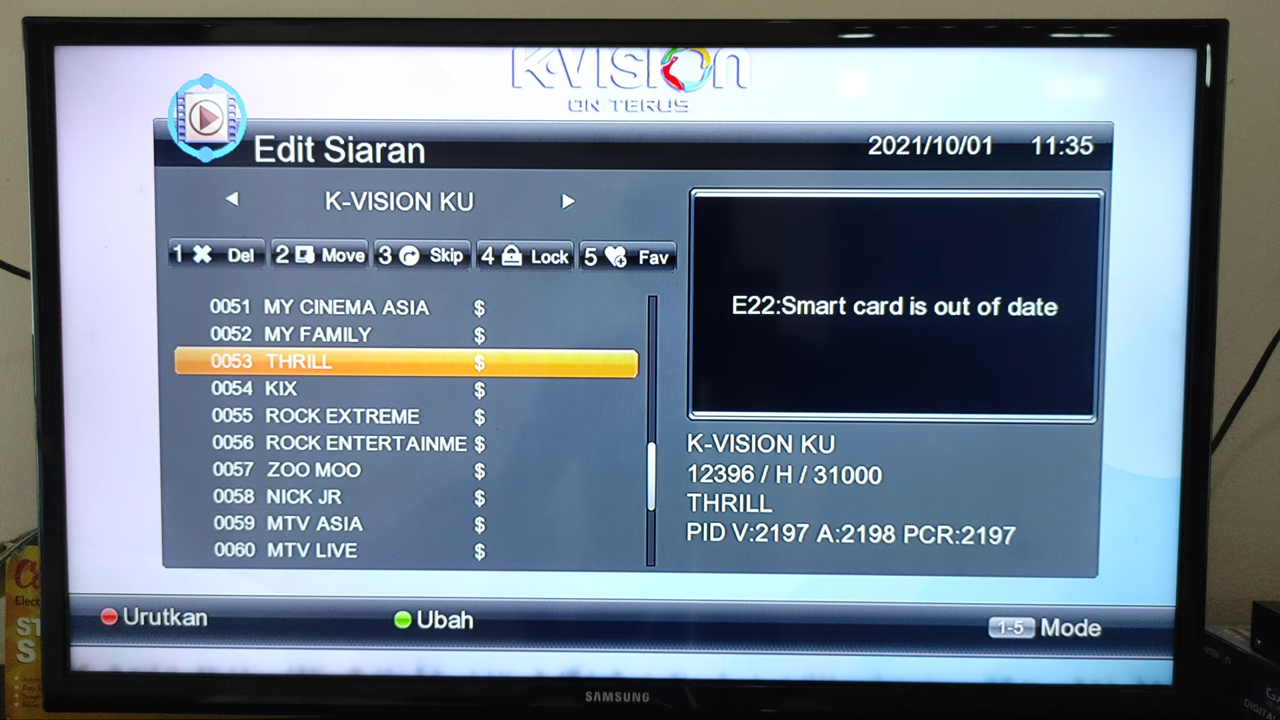 K-VISION
ON TERUS
Edit Siaran
2021/10/01 11:35
K-VISION KU
1 Del 2 Move 3 Skip 4 Lock 5 Fav
0051 MY CINEMA ASIA $
0052 MY FAMILY $
0053 THRILL $
0054 KIX $
0055 ROCK EXTREME $
0056 ROCK ENTERTAINME $
0057 ZOO MOO $
0058 NICK JR $
0059 MTV ASIA $
0060 MTV LIVE $
E22:Smart card is out of date
K-VISION KU
12396 / H / 31000
THRILL
PID V:2197 A:2198 PCR:2197
Urutkan
Ubah
1-5 Mode
SAMSUNG